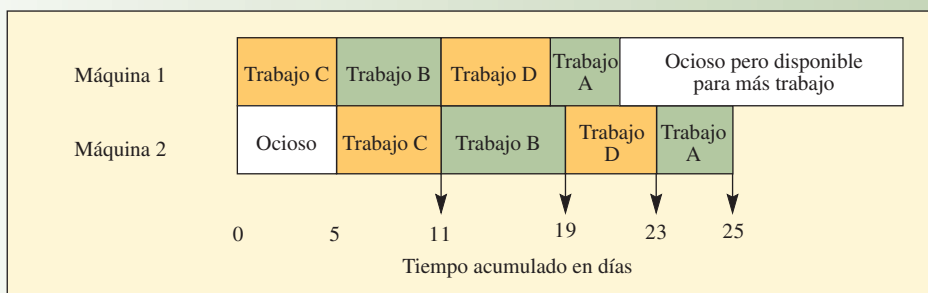 Máquina 1
Trabajo C
Trabajo B
Trabajo D
Trabajo
A
Ocioso pero disponible
para más trabajo
Máquina 2
Ocioso
Trabajo C
Trabajo B
Trabajo
D
Trabajo
A
0 5 11 19 23 25
Tiempo acumulado en días